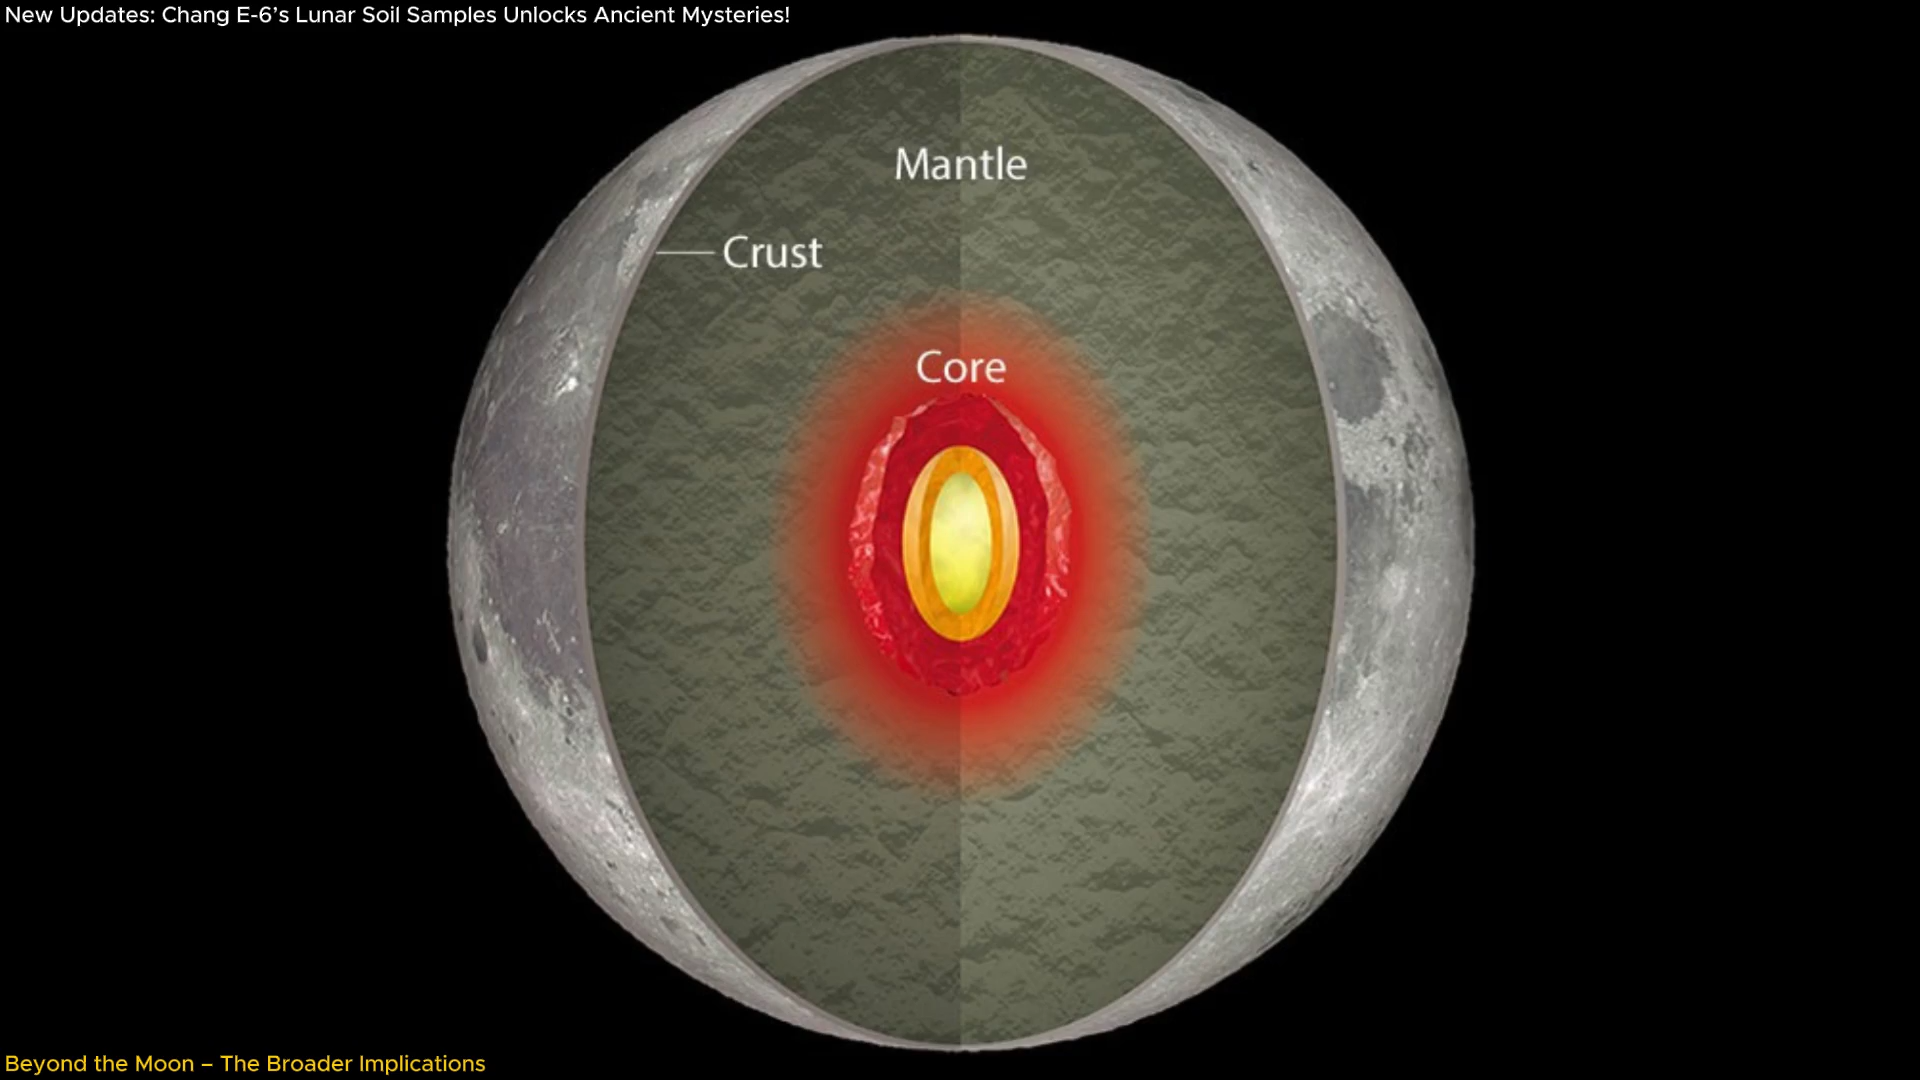 New Updates: Chang E-6’s Lunar Soil Samples Unlocks Ancient Mysteries!
Mantle
Crust
Core
Beyond the Moon – The Broader Implications